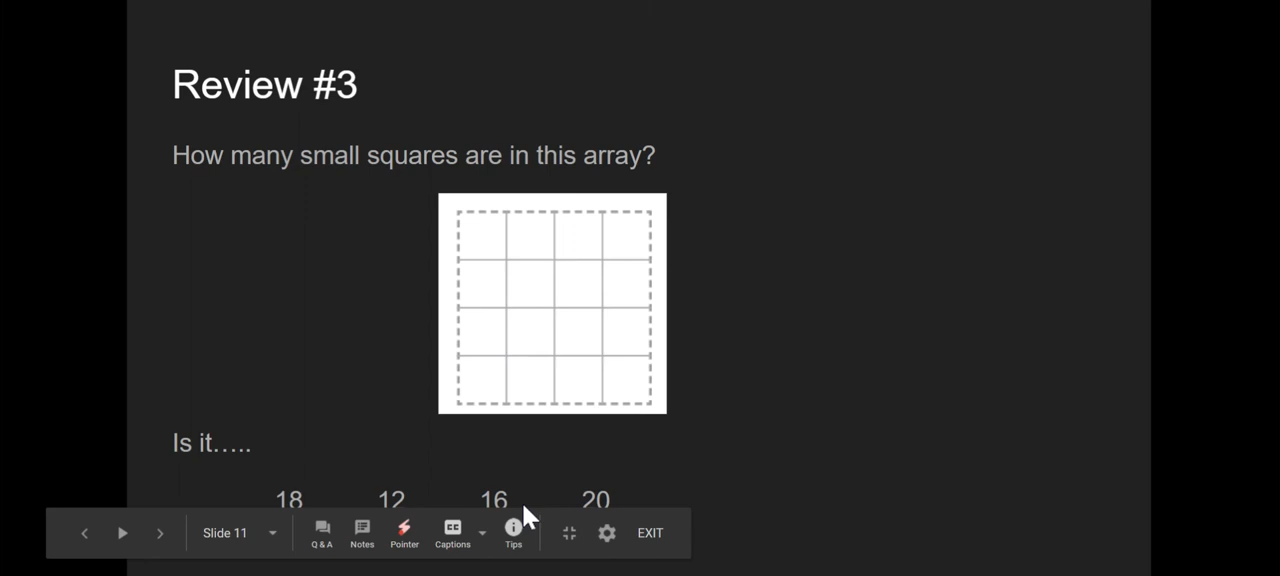 Review #3
How many small squares are in this array?
Is it.....
18 12 16 20
Slide 11
Q & A Notes Pointer Captions Tips EXIT
CC